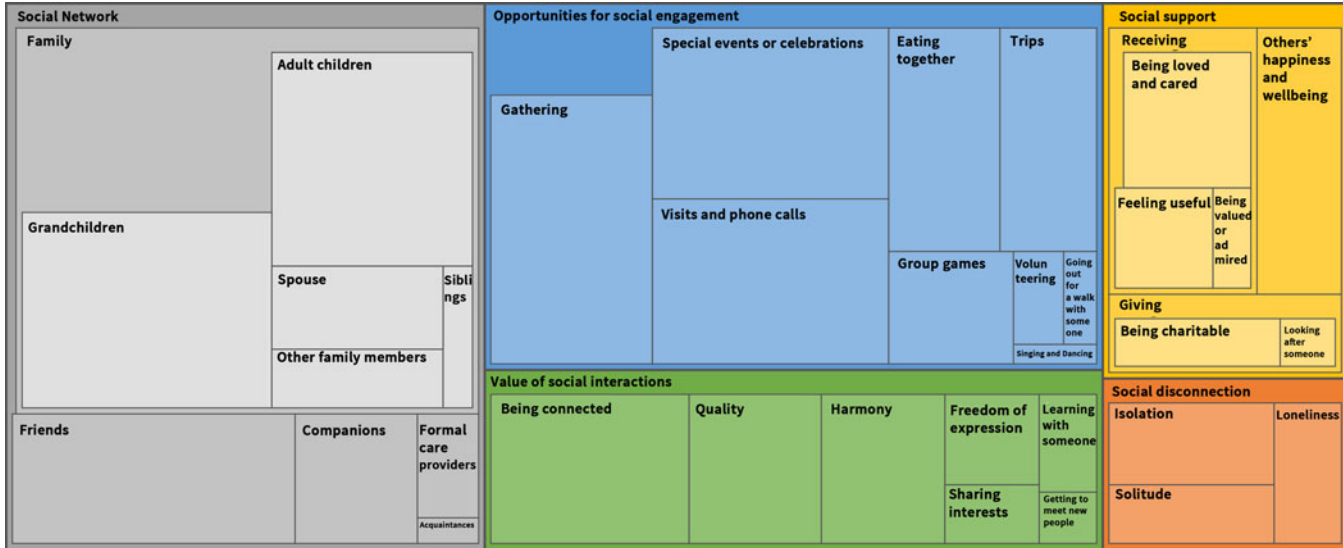 Social Network
Family
Adult children
Grandchildren
Spouse
Sibli
ngs
Other family members
Friends
Companions
Formal
care
providers
Acquaintances
Opportunities for social engagement
Gathering
Special events or celebrations
Visits and phone calls
Eating
together
Trips
Group games
Volun
teering
Going
out
for
a walk
with
some
one
Singing and Dancing
Value of social interactions
Being connected
Quality
Harmony
Freedom of
expression
Sharing
interests
Learning
with
someone
Getting to
meet new
people
Social support
Receiving
Being loved
and cared
Feeling useful
Being
valued
or
ad
mired
Others'
happiness
and
wellbeing
Giving
Being charitable
Looking
after
someone
Social disconnection
Isolation
Solitude
Loneliness